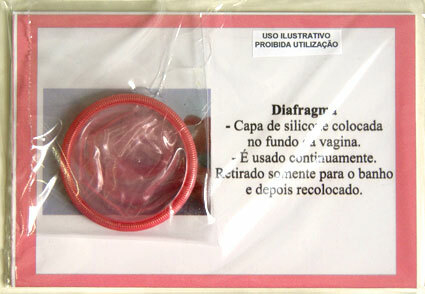 USO ILUSTRATIVO
PROIBIDA UTILIZAÇÃO
Diafragma
- Capa de silicone colocada
no fundo da vagina.
- É usado continuamente.
Retirado somente para o banho
e depois recolocado.